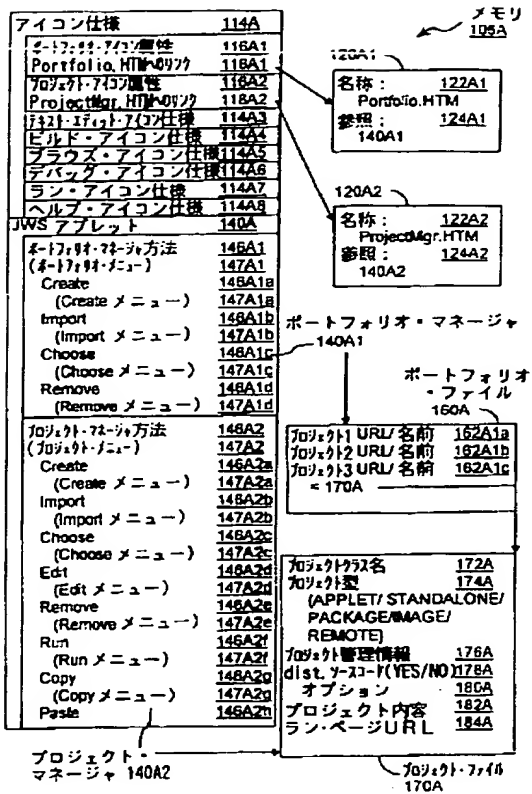 メモリ
105A
アイコン仕様 114A
ポートフォリオ・アイコン属性 116A1
Portfolio.HTMへのリンク 118A1
プロジェクト・アイコン属性 116A2
ProjectMgr.HTMへのリンク 118A2
テキスト・エディット・アイコン仕様 114A3
ビルド・アイコン仕様 114A4
ブラウズ・アイコン仕様 114A5
デバッグ・アイコン仕様 114A6
ラン・アイコン仕様 114A7
ヘルプ・アイコン仕様 114A8
JWS アプレット 140A
ポートフォリオ・マネージャ方法 146A1
(ポートフォリオ・メニュー) 147A1
Create 146A1a
(Create メニュー) 147A1a
Import 146A1b
(Import メニュー) 147A1b
Choose 146A1c
(Choose メニュー) 147A1c
Remove 146A1d
(Remove メニュー) 147A1d
プロジェクト・マネージャ方法 146A2
(プロジェクト・メニュー) 147A2
Create 146A2a
(Create メニュー) 147A2a
Import 146A2b
(Import メニュー) 147A2b
Choose 146A2c
(Choose メニュー) 147A2c
Edit 146A2d
(Edit メニュー) 147A2d
Remove 146A2e
(Remove メニュー) 147A2e
Run 146A2f
(Run メニュー) 147A2f
Copy 146A2g
(Copy メニュー) 147A2g
Paste 146A2h
プロジェクト・
マネージャ 140A2
120A1
名称： 122A1
Portfolio.HTM
参照： 124A1
140A1
120A2
名称： 122A2
ProjectMgr.HTM
参照： 124A2
140A2
ポートフォリオ・マネージャ
140A1
ポートフォリオ
・ファイル
160A
プロジェクト1 URL/名前 162A1a
プロジェクト2 URL/名前 162A1b
プロジェクト3 URL/名前 162A1c
= 170A
プロジェクトクラス名 172A
プロジェクト型 174A
(APPLET/ STANDALONE/
PACKAGE/IMAGE/
REMOTE)
プロジェクト管理情報 176A
dist. ソースコード(YES/NO) 178A
オプション 180A
プロジェクト内容 182A
ラン・ページURL 184A
プロジェクト・ファイル
170A